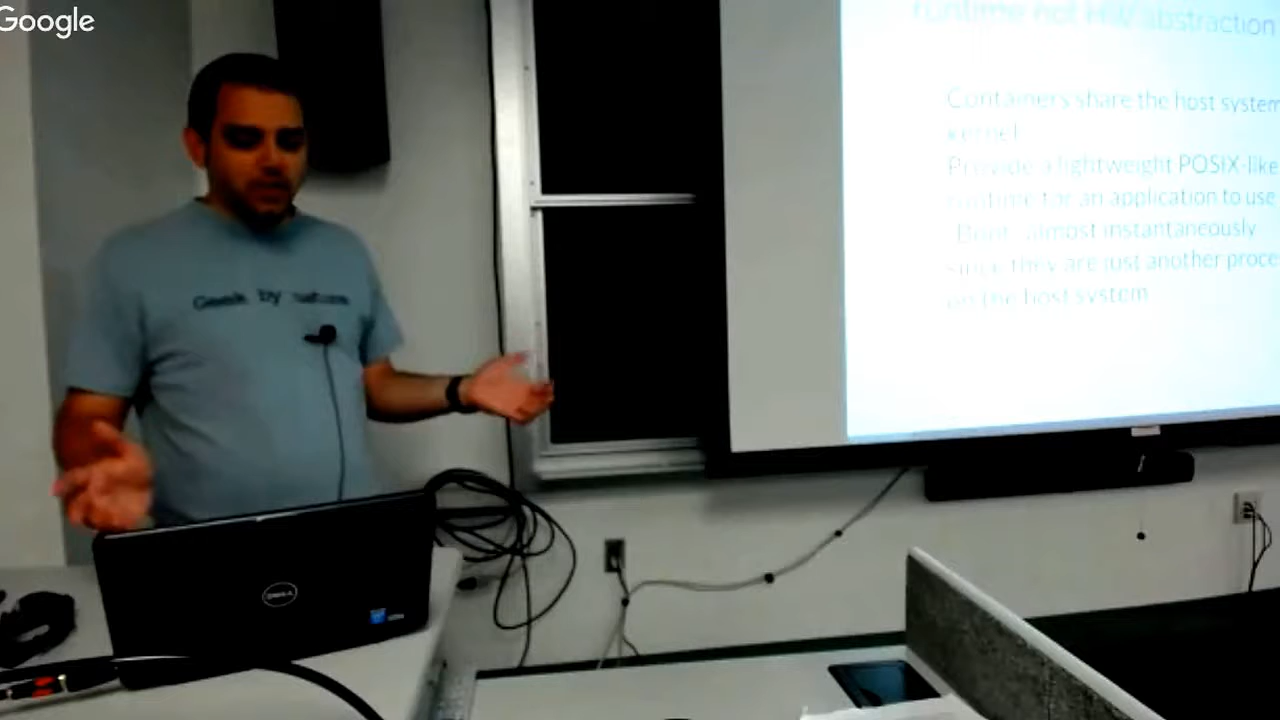 Google
runtime not HW abstraction
Containers share the host system
kernel
Provide a lightweight POSIX-like
runtime for an application to use
"Boot" almost instantaneously
since they are just another proce
on the host system
Geek by nature
DELL